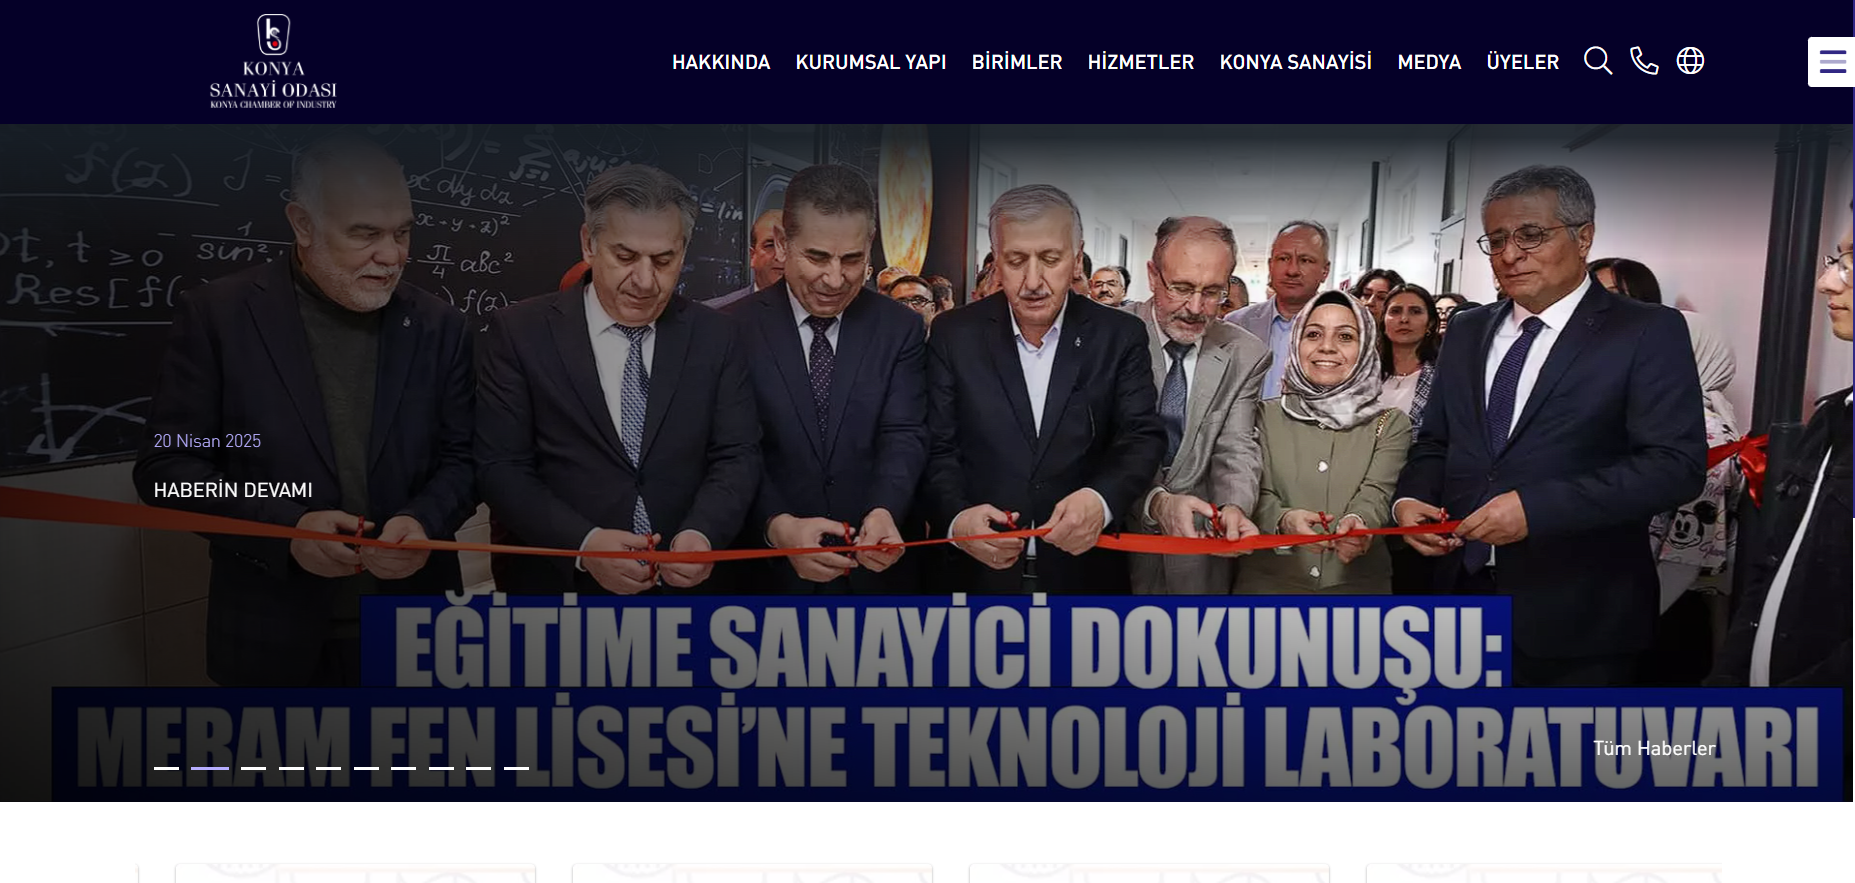 KONYA
SANAYİ ODASI
KONYA CHAMBER OF INDUSTRY
HAKKINDA KURUMSAL YAPI BİRİMLER HİZMETLER KONYA SANAYİSİ MEDYA ÜYELER
20 Nisan 2025
HABERİN DEVAMI
EĞİTİME SANAYİCİ DOKUNUŞU:
MERAM FEN LİSESİ’NE TEKNOLOJİ LABORATUVARI
Tüm Haberler